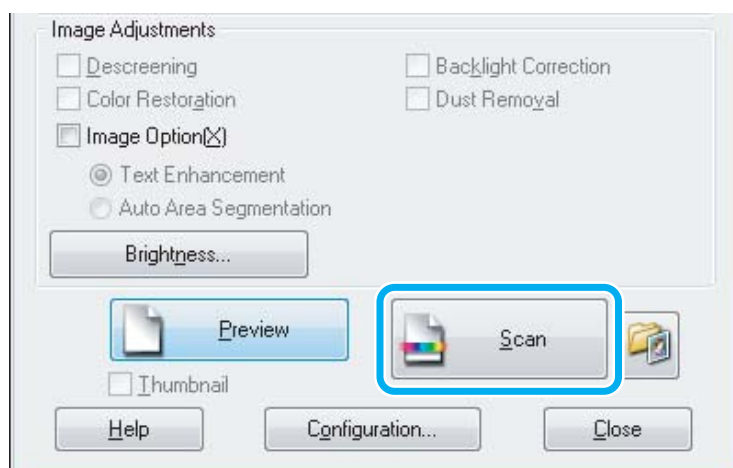 Image Adjustments
Descreening Backlight Correction
Color Restoration Dust Removal
Image Option(X)
Text Enhancement
Auto Area Segmentation
Brightness...
Preview Scan
Thumbnail
Help Configuration... Close